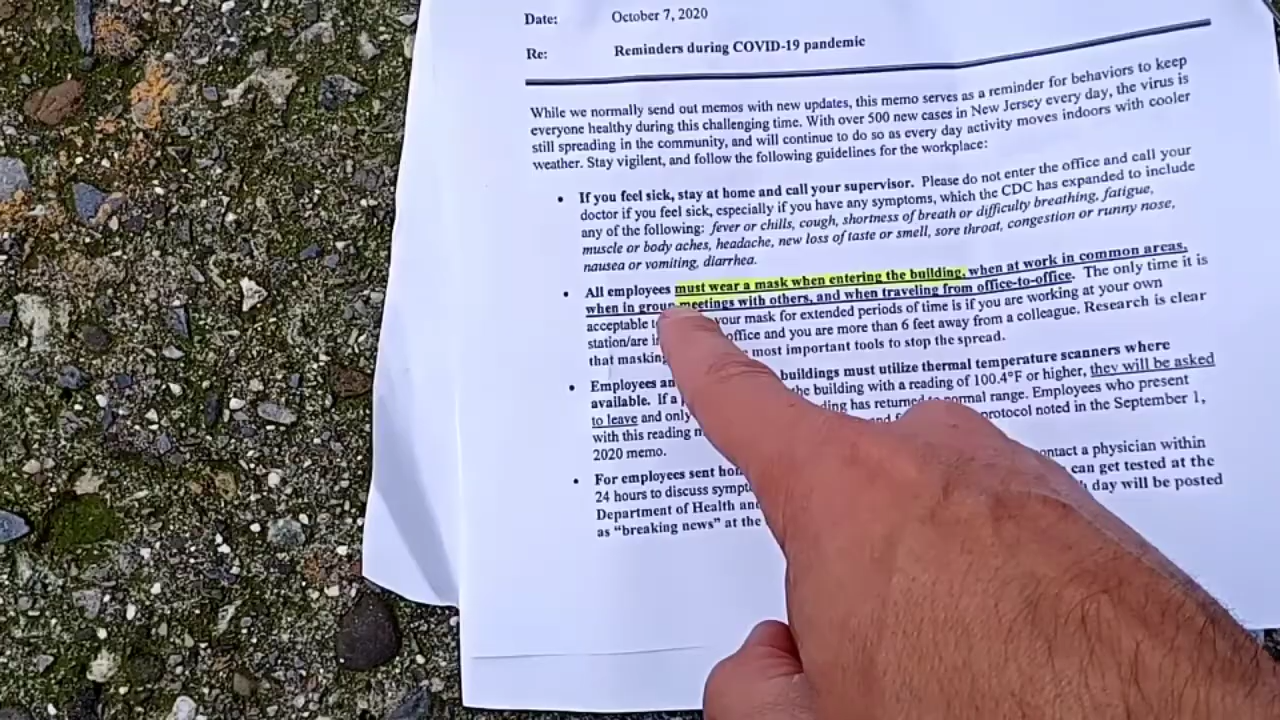 Date: October 7, 2020
Re: Reminders during COVID-19 pandemic
While we normally send out memos with new updates, this memo serves as a reminder for behaviors to keep
everyone healthy during this challenging time. With over 500 new cases in New Jersey every day, the virus is
still spreading in the community, and will continue to do so as every day activity moves indoors with cooler
weather. Stay vigilant, and follow the following guidelines for the workplace:
• If you feel sick, stay at home and call your supervisor. Please do not enter the office and call your
doctor if you feel sick, especially if you have any symptoms, which the CDC has expanded to include
any of the following: fever or chills, cough, shortness of breath or difficulty breathing, fatigue,
muscle or body aches, headache, new loss of taste or smell, sore throat, congestion or runny nose,
nausea or vomiting, diarrhea.
• All employees must wear a mask when entering the building, when at work in common areas,
when in group meetings with others, and when traveling from office-to-office. The only time it is
acceptable your mask for extended periods of time is if you are working at your own
station/are office and you are more than 6 feet away from a colleague. Research is clear
that masking most important tools to stop the spread.
• Employees buildings must utilize thermal temperature scanners where
available. If a the building with a reading of 100.4°F or higher, they will be asked
to leave and only has returned normal range. Employees who present
with this reading protocol noted in the September 1,
2020 memo.
• For employees sent contact a physician within
24 hours to discuss can get tested at the
Department of Health day will be posted
as “breaking news” at the